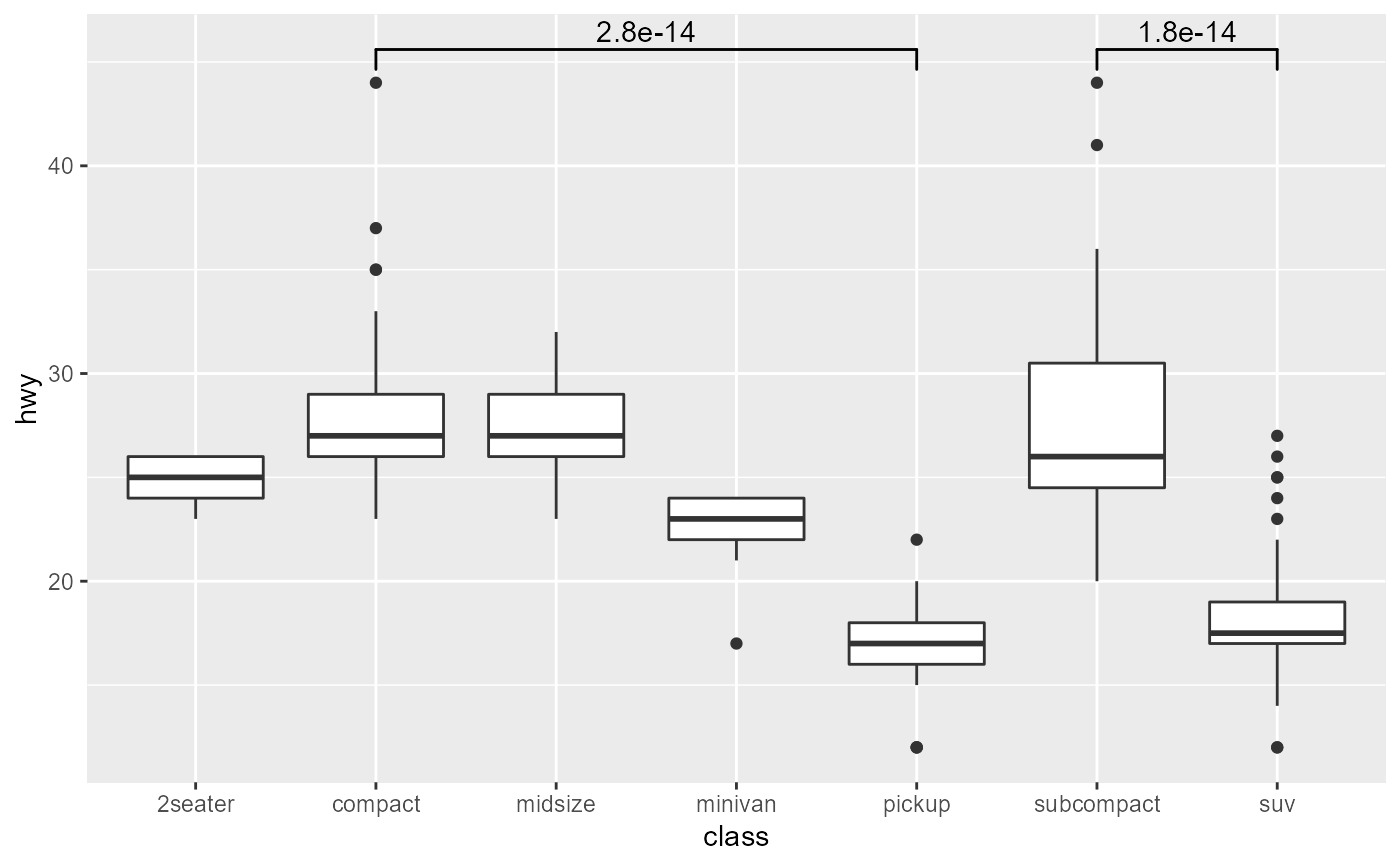 2.8e-14 1.8e-14
40
30
20
hwy
2seater compact midsize minivan pickup subcompact suv
class